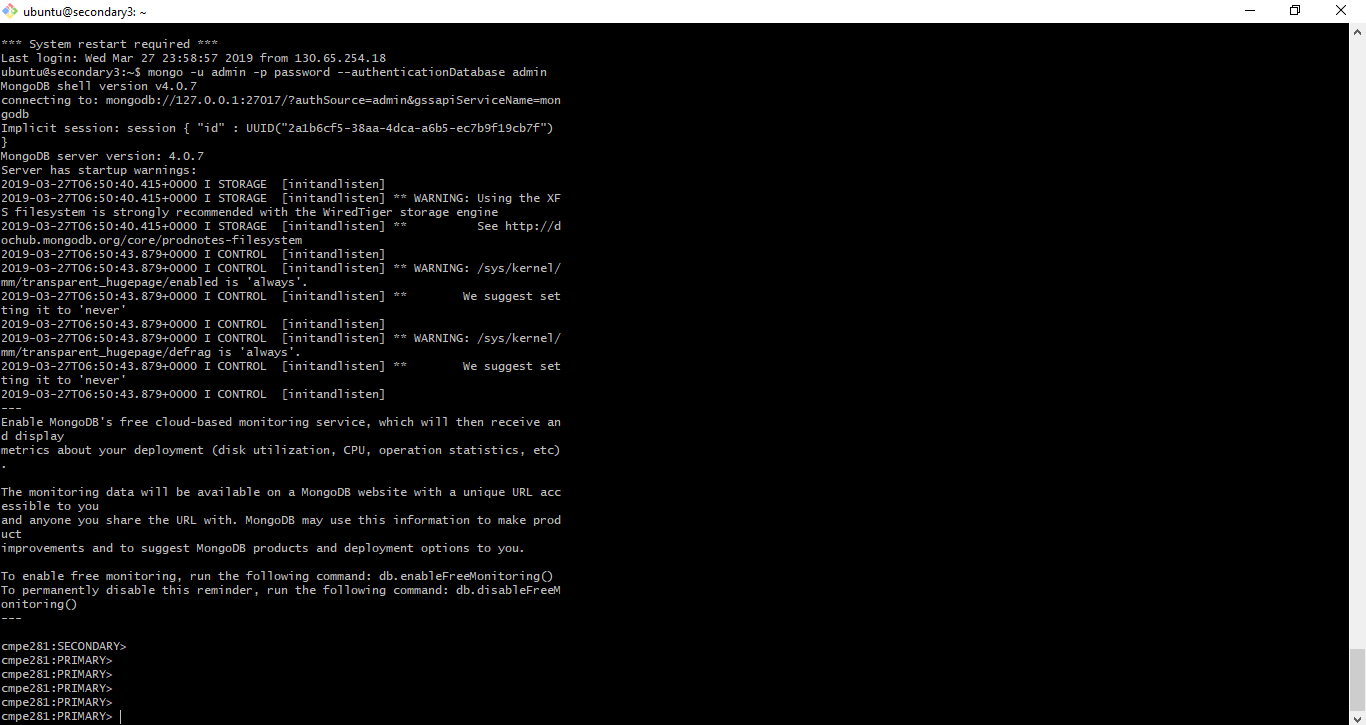 ubuntu@secondary3: ~
*** System restart required ***
Last login: Wed Mar 27 23:58:57 2019 from 130.65.254.18
ubuntu@secondary3:~$ mongo -u admin -p password --authenticationDatabase admin
MongoDB shell version v4.0.7
connecting to: mongodb://127.0.0.1:27017/?authSource=admin&gssapiServiceName=mon
godb
Implicit session: session { "id" : UUID("2a1b6cf5-38aa-4dca-a6b5-ec7b9f19cb7f")
}
MongoDB server version: 4.0.7
Server has startup warnings:
2019-03-27T06:50:40.415+0000 I STORAGE  [initandlisten]
2019-03-27T06:50:40.415+0000 I STORAGE  [initandlisten] ** WARNING: Using the XF
S filesystem is strongly recommended with the WiredTiger storage engine
2019-03-27T06:50:40.415+0000 I STORAGE  [initandlisten] **          See http://d
ochub.mongodb.org/core/prodnotes-filesystem
2019-03-27T06:50:43.879+0000 I CONTROL  [initandlisten]
2019-03-27T06:50:43.879+0000 I CONTROL  [initandlisten] ** WARNING: /sys/kernel/
mm/transparent_hugepage/enabled is 'always'.
2019-03-27T06:50:43.879+0000 I CONTROL  [initandlisten] **        We suggest set
ting it to 'never'
2019-03-27T06:50:43.879+0000 I CONTROL  [initandlisten]
2019-03-27T06:50:43.879+0000 I CONTROL  [initandlisten] ** WARNING: /sys/kernel/
mm/transparent_hugepage/defrag is 'always'.
2019-03-27T06:50:43.879+0000 I CONTROL  [initandlisten] **        We suggest set
ting it to 'never'
2019-03-27T06:50:43.879+0000 I CONTROL  [initandlisten]
---
Enable MongoDB's free cloud-based monitoring service, which will then receive an
d display
metrics about your deployment (disk utilization, CPU, operation statistics, etc)
.
The monitoring data will be available on a MongoDB website with a unique URL acc
essible to you
and anyone you share the URL with. MongoDB may use this information to make prod
uct
improvements and to suggest MongoDB products and deployment options to you.
To enable free monitoring, run the following command: db.enableFreeMonitoring()
To permanently disable this reminder, run the following command: db.disableFreeM
onitoring()
---
cmpe281:SECONDARY>
cmpe281:PRIMARY>
cmpe281:PRIMARY>
cmpe281:PRIMARY>
cmpe281:PRIMARY>
cmpe281:PRIMARY>